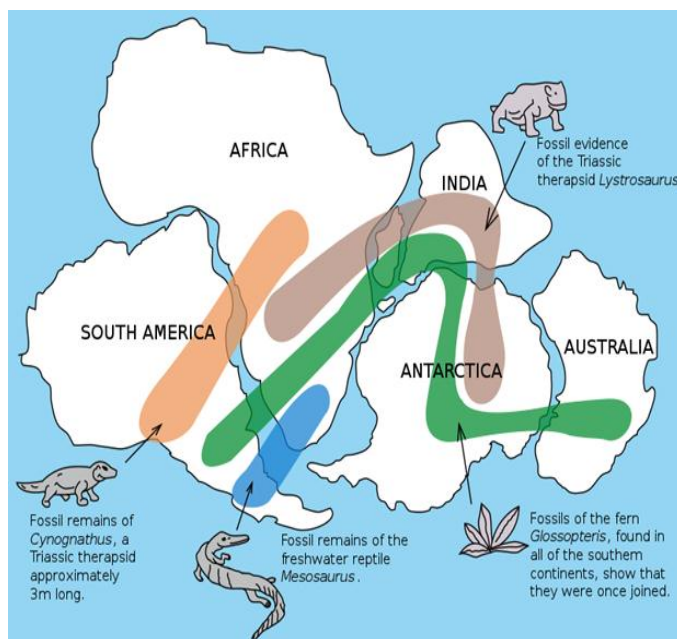 AFRICA
Fossil evidence
of the Triassic
therapsid Lystrosaurus.
INDIA
SOUTH AMERICA
AUSTRALIA
ANTARCTICA
Fossil remains of
Cynognathus, a
Triassic therapsid
approximately
3m long.
Fossil remains of the
freshwater reptile
Mesosaurus.
Fossils of the fern
Glossopteris, found in
all of the southern
continents, show that
they were once joined.